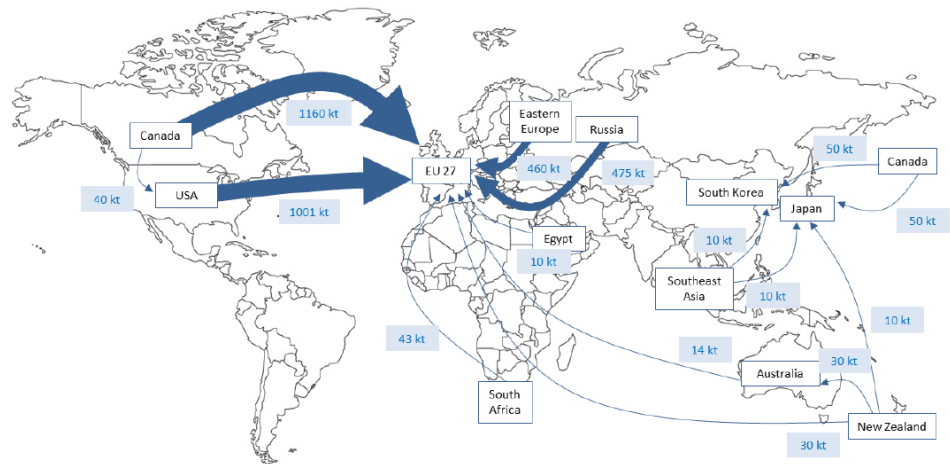 1160 kt
Canada
Eastern
Europe
Russia
50 kt
Canada
EU 27
460 kt
475 kt
40 kt
USA
1001 kt
South Korea
Japan
50 kt
Egypt
10 kt
10 kt
Southeast
Asia
10 kt
10 kt
43 kt
14 kt
30 kt
Australia
South
Africa
New Zealand
30 kt